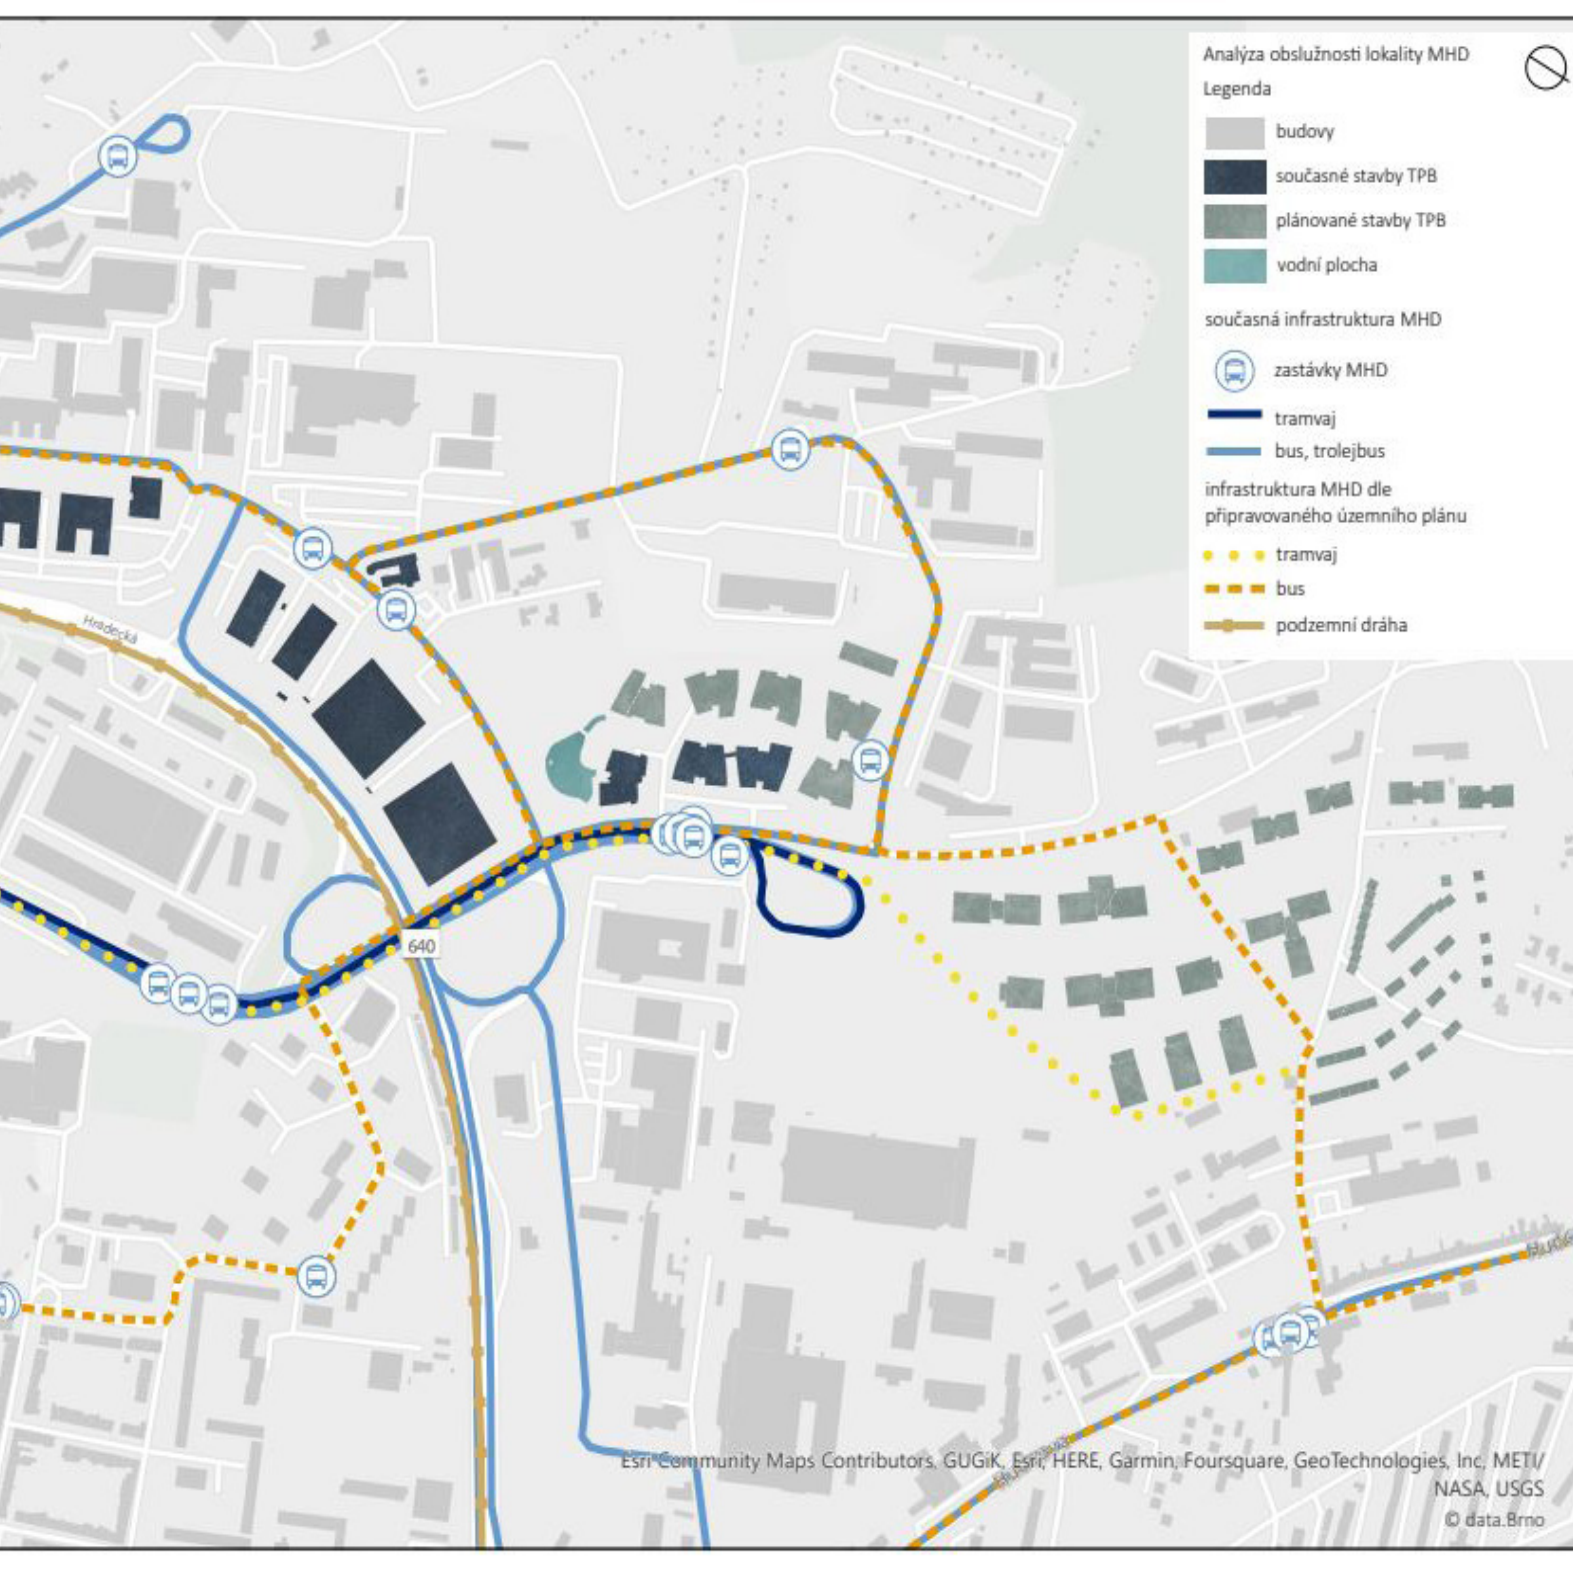 Analýza obslužnosti lokality MHD
Legenda
budovy
současné stavby TPB
plánované stavby TPB
vodní plocha
současná infrastruktura MHD
zastávky MHD
tramvaj
bus, trolejbus
infrastruktura MHD dle
připravovaného územního plánu
tramvaj
bus
podzemní dráha
Hradecká
640
Esri Community Maps Contributors, GUGiK, Esri, HERE, Garmin, Foursquare, GeoTechnologies, Inc, METI/
NASA, USGS
© data.Brno